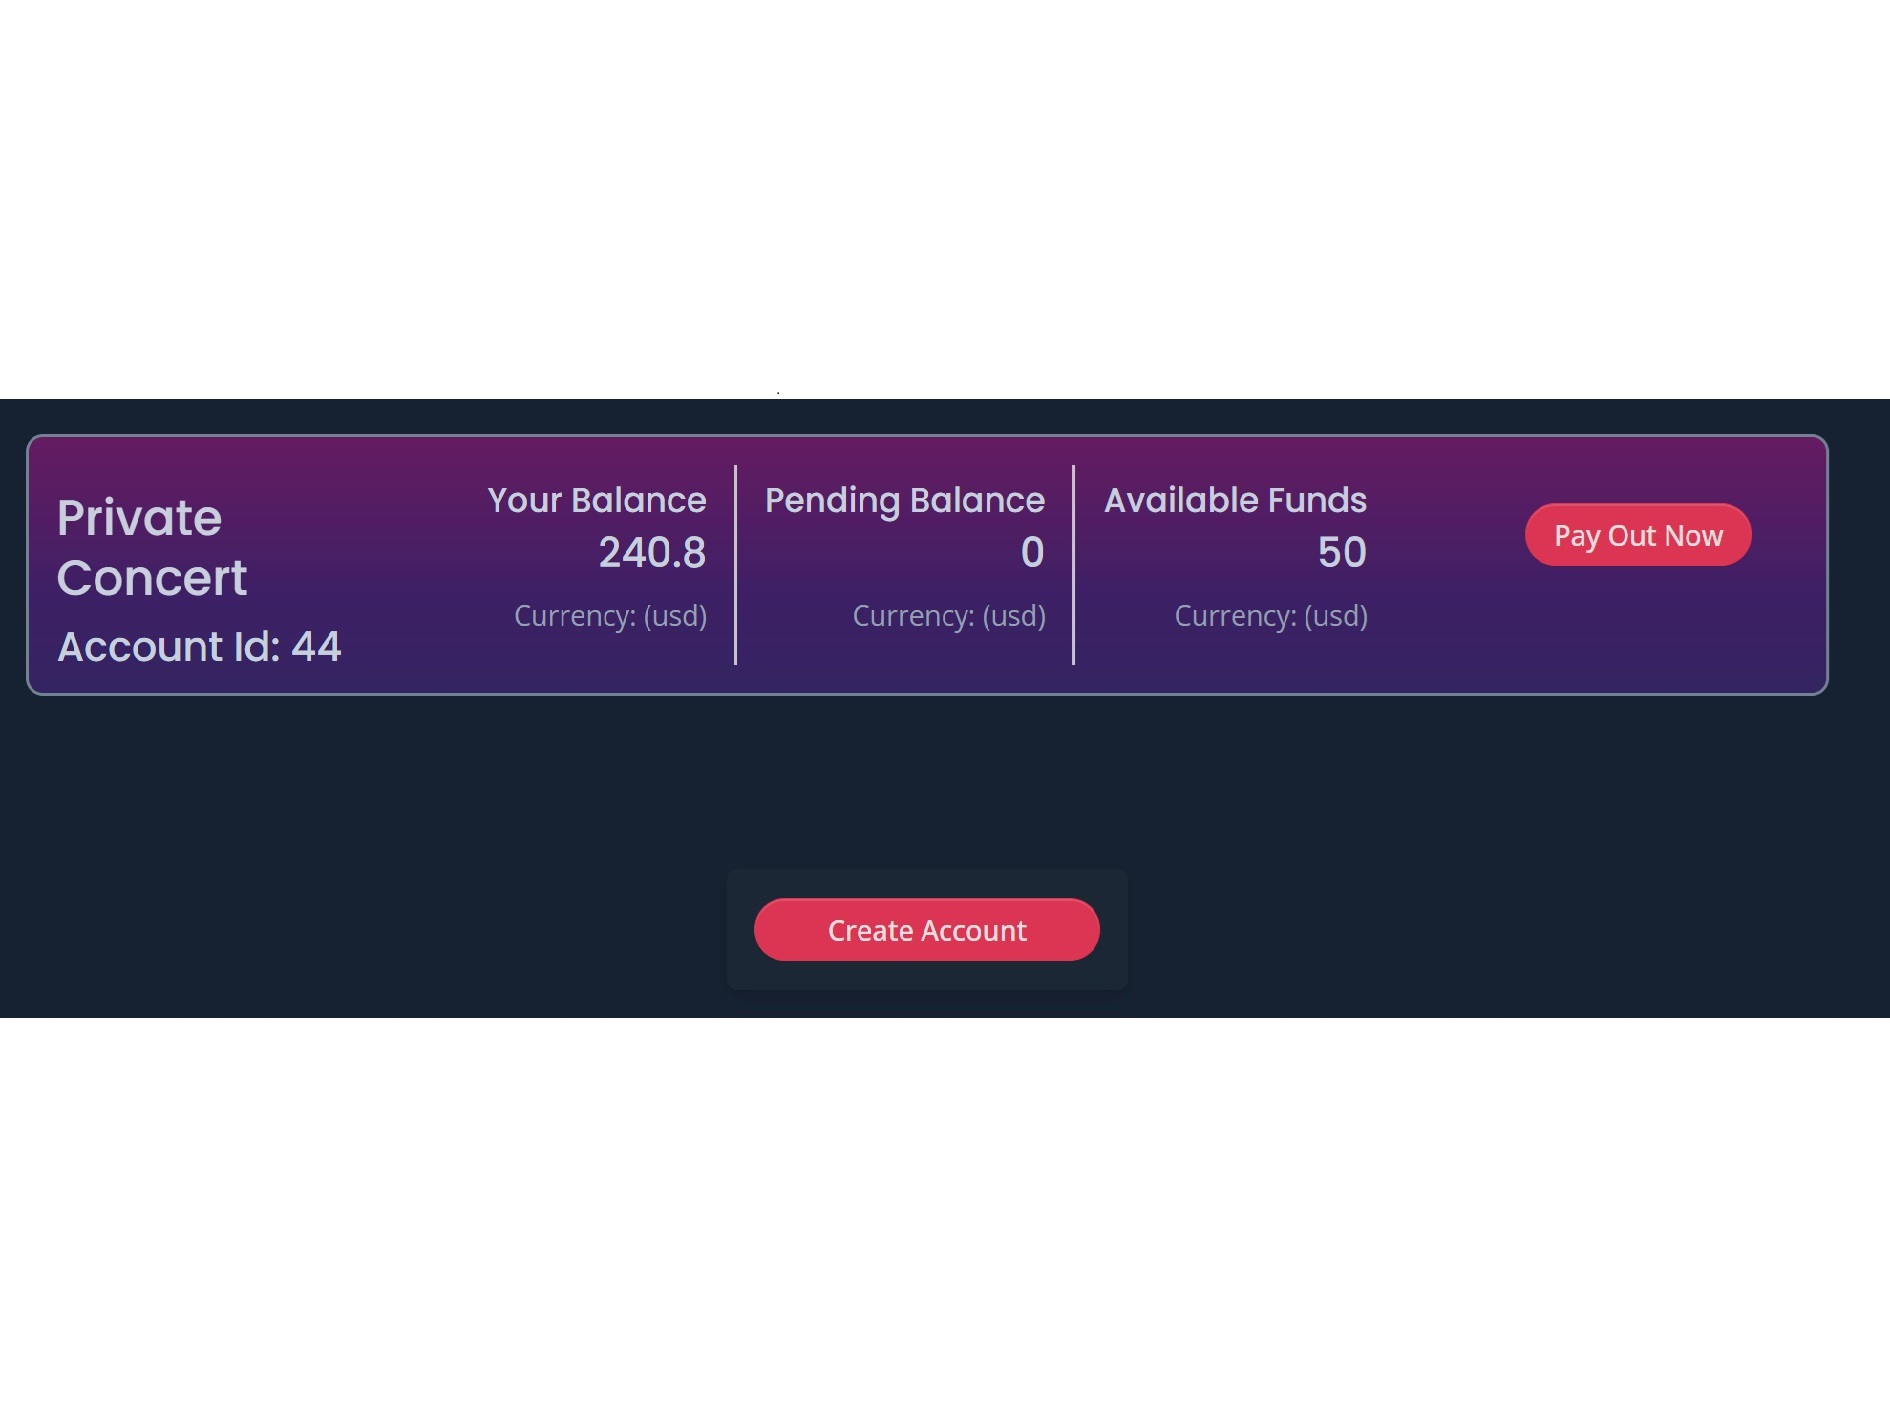 Private
Concert
Account Id: 44
Your Balance
240.8
Currency: (usd)
Pending Balance
0
Currency: (usd)
Available Funds
50
Currency: (usd)
Pay Out Now
Create Account